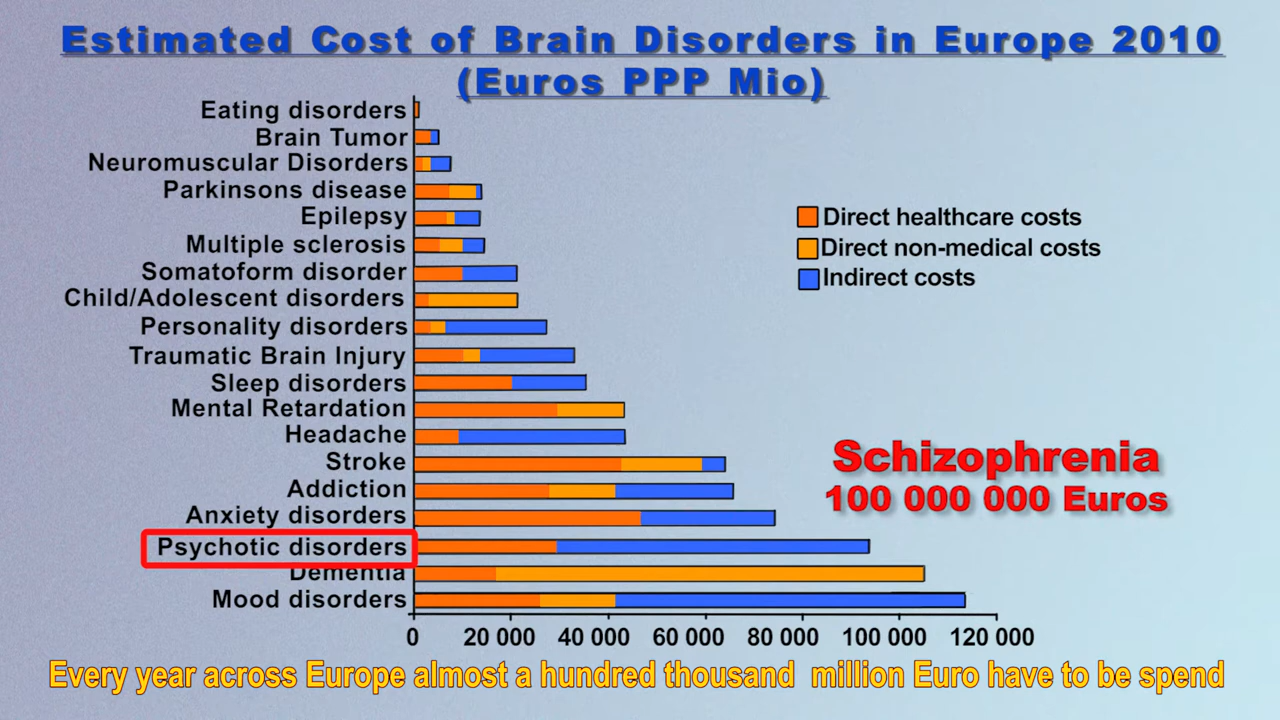 Estimated Cost of Brain Disorders in Europe 2010
(Euros PPP Mio)
Eating disorders
Brain Tumor
Neuromuscular Disorders
Parkinsons disease
Epilepsy
Multiple sclerosis
Somatoform disorder
Child/Adolescent disorders
Personality disorders
Traumatic Brain Injury
Sleep disorders
Mental Retardation
Headache
Stroke
Addiction
Anxiety disorders
Psychotic disorders
Dementia
Mood disorders
0 20 000 40 000 60 000 80 000 100 000 120 000
Direct healthcare costs
Direct non-medical costs
Indirect costs
Schizophrenia
100 000 000 Euros
Every year across Europe almost a hundred thousand million Euro have to be spend